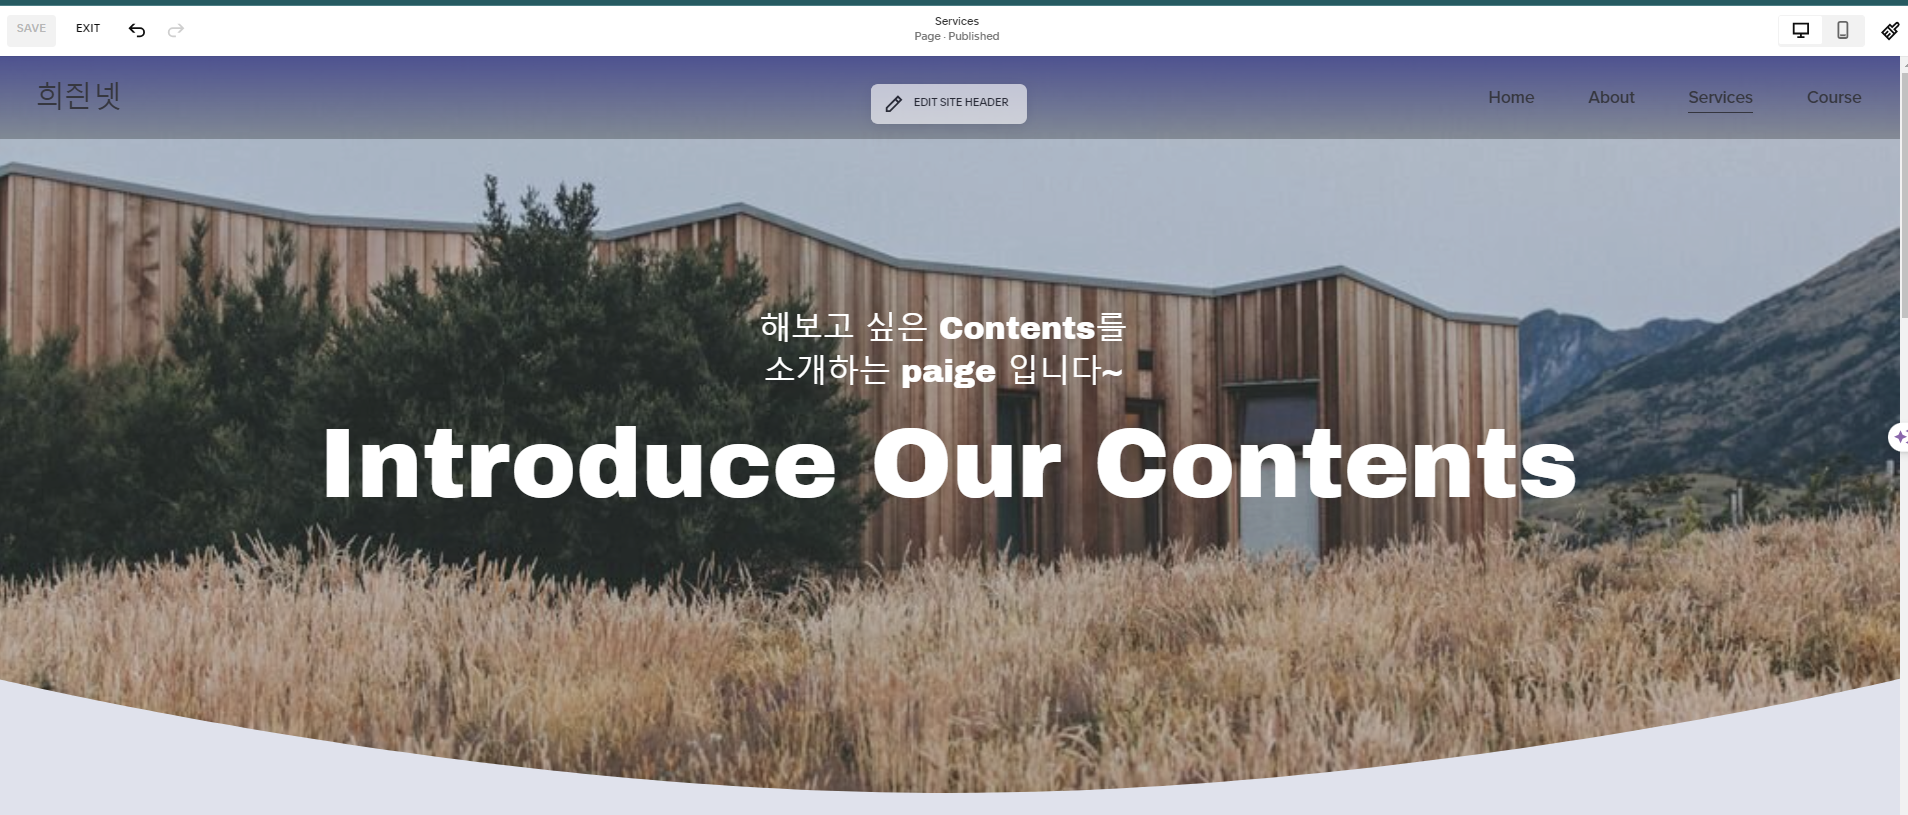 SAVE
EXIT
Services
Page · Published
희죈넷
EDIT SITE HEADER
Home
About
Services
Course
해보고 싶은 Contents를
소개하는 paige 입니다~
Introduce Our Contents